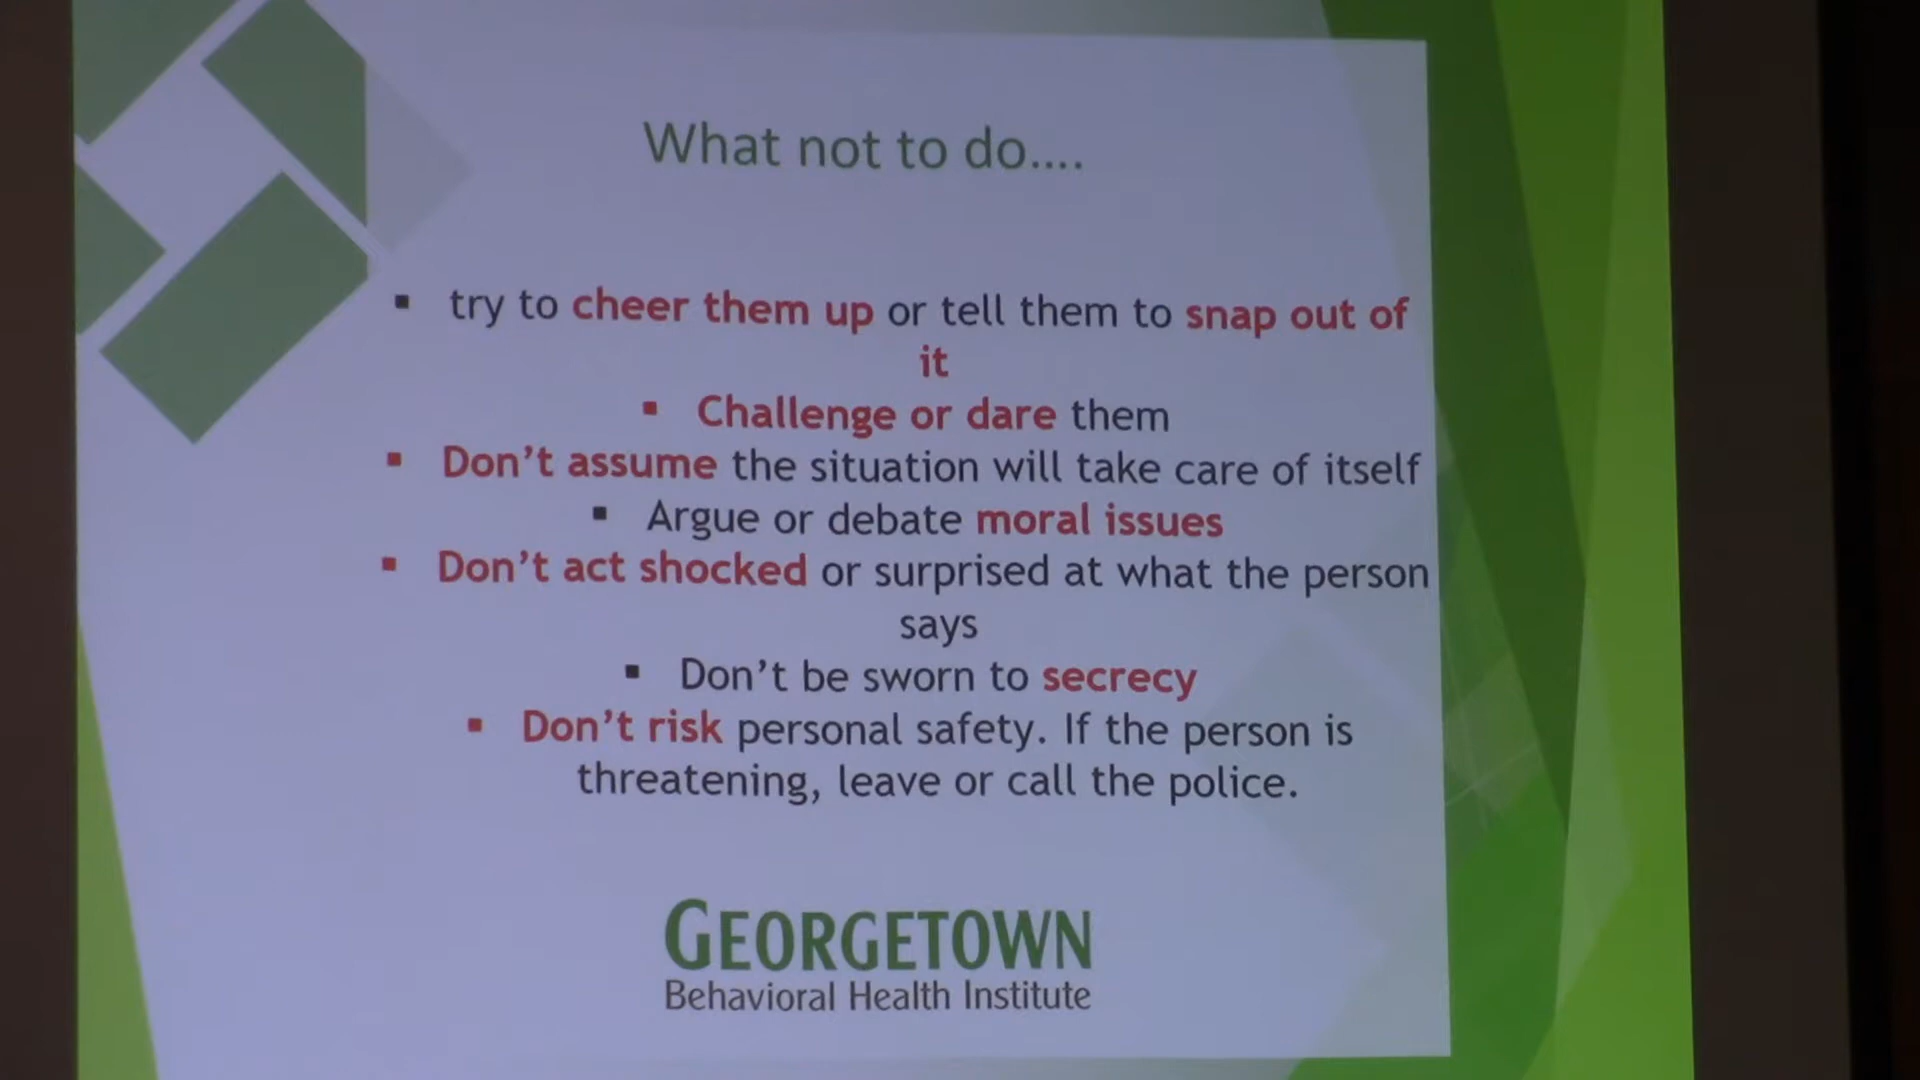 What not to do....
▪ try to cheer them up or tell them to snap out of
it
▪ Challenge or dare them
▪ Don't assume the situation will take care of itself
▪ Argue or debate moral issues
▪ Don't act shocked or surprised at what the person
says
▪ Don't be sworn to secrecy
▪ Don't risk personal safety. If the person is
threatening, leave or call the police.
GEORGETOWN
Behavioral Health Institute